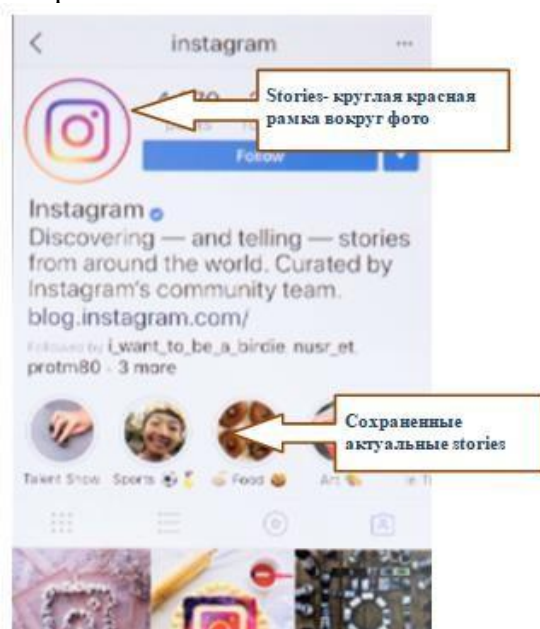 instagram
Stories- круглая красная
рамка вокруг фото
Follow
Instagram
Discovering — and telling — stories
from around the world. Curated by
Instagram's community team.
blog.instagram.com/
Followed by i_want_to_be_a_birdie, nusr_et,
protm80 - 3 more
Сохраненные
актуальные stories
Talent Show Sports Food Art